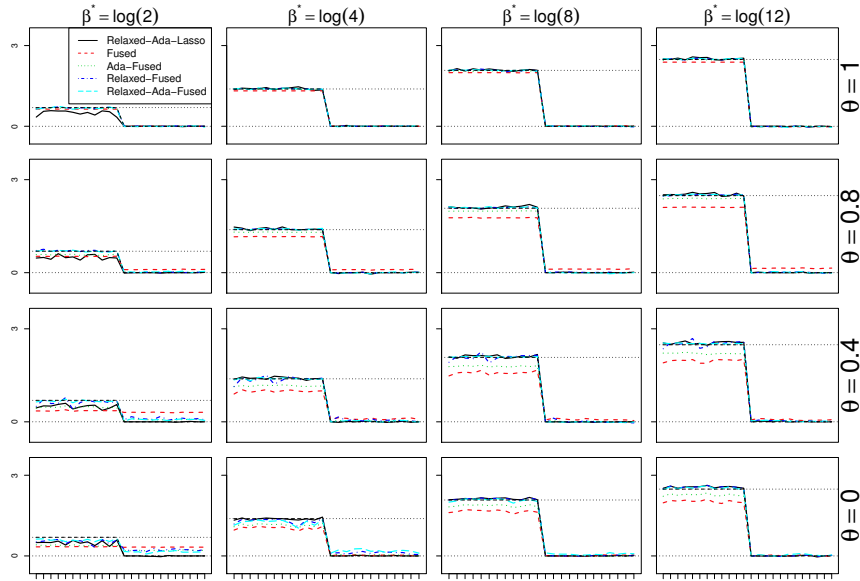 β* = log(2)
β* = log(4)
β* = log(8)
β* = log(12)
3
0
Relaxed−Ada−Lasso
Fused
Ada−Fused
Relaxed−Fused
Relaxed−Ada−Fused
θ = 1
3
0
θ = 0.8
3
0
θ = 0.4
3
0
θ = 0